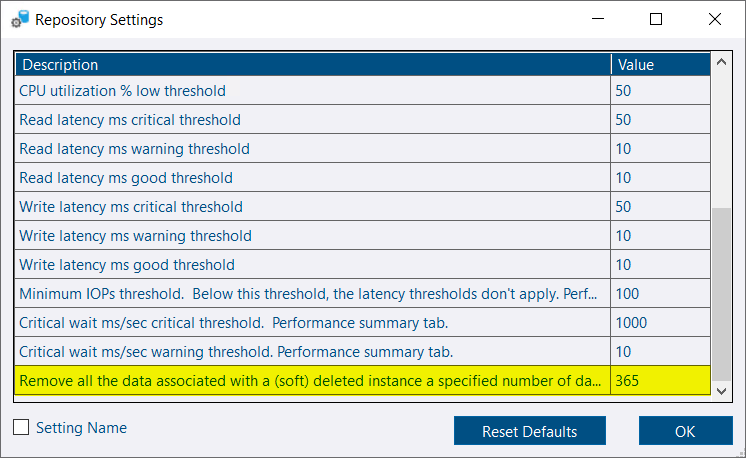 Repository Settings
Description Value
CPU utilization % low threshold 50
Read latency ms critical threshold 50
Read latency ms warning threshold 10
Read latency ms good threshold 10
Write latency ms critical threshold 50
Write latency ms warning threshold 10
Write latency ms good threshold 10
Minimum IOPs threshold.  Below this threshold, the latency thresholds don't apply. Perf... 100
Critical wait ms/sec critical threshold.  Performance summary tab. 1000
Critical wait ms/sec warning threshold. Performance summary tab. 10
Remove all the data associated with a (soft) deleted instance a specified number of da... 365
Setting Name Reset Defaults OK